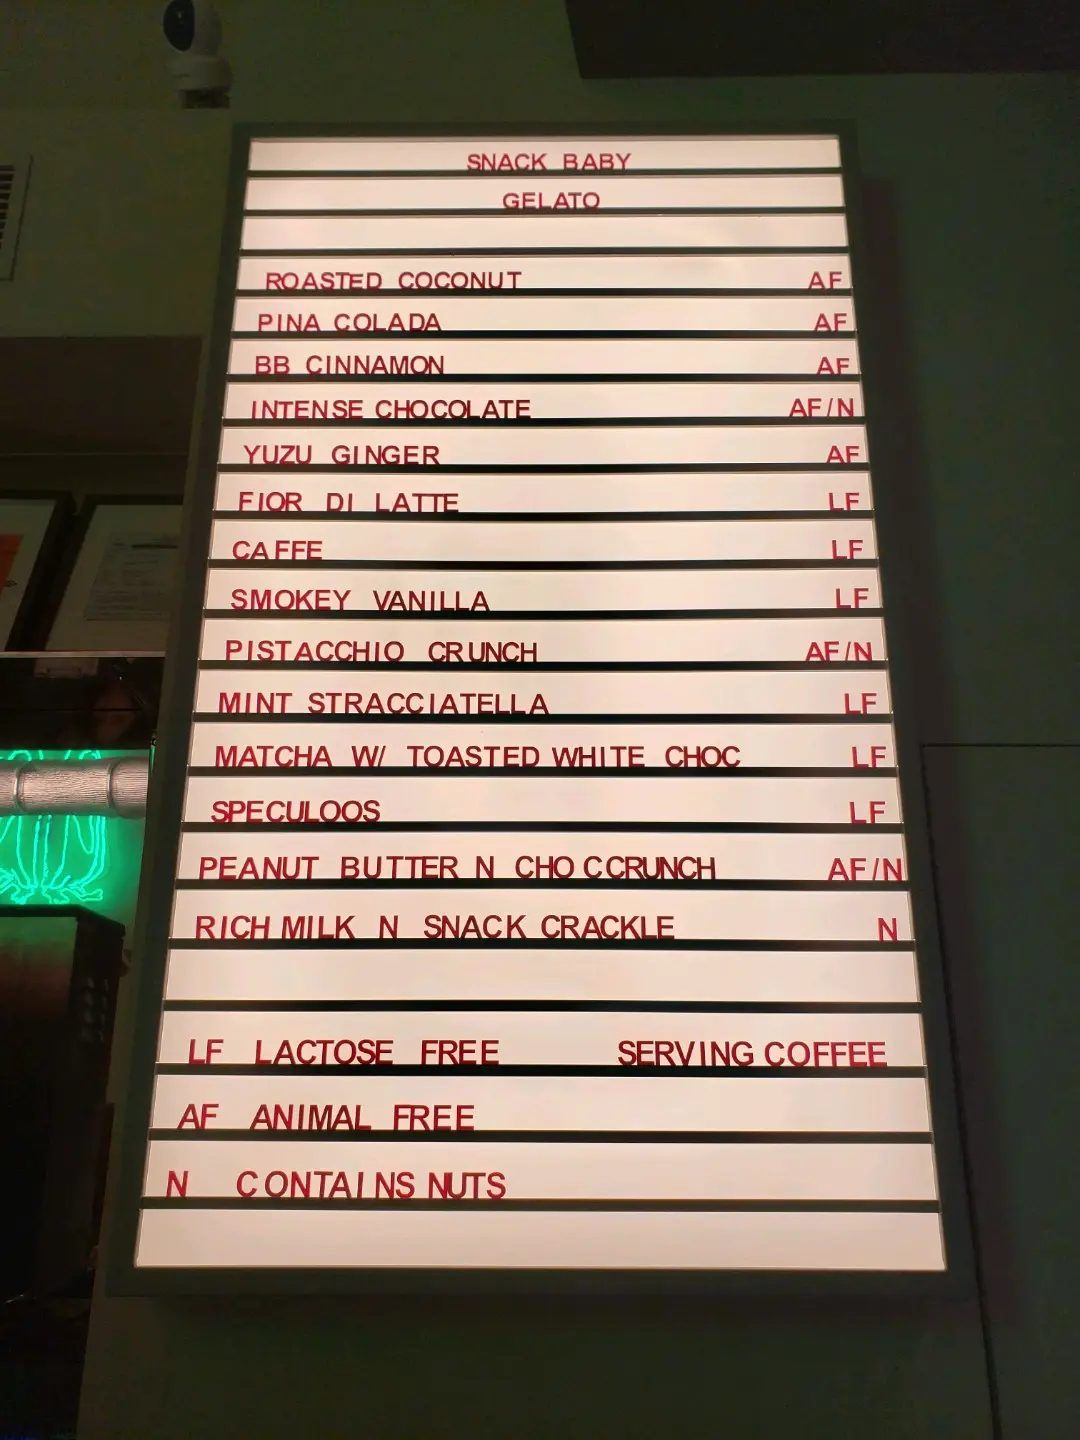 SNACK BABY
GELATO
ROASTED COCONUT AF
PINA COLADA AF
BB CINNAMON AF
INTENSE CHOCOLATE AF/N
YUZU GINGER AF
FIOR DI LATTE LF
CAFFE LF
SMOKEY VANILLA LF
PISTACCHIO CRUNCH AF/N
MINT STRACCIATELLA LF
MATCHA W/ TOASTED WHITE CHOC LF
SPECULOOS LF
PEANUT BUTTER N CHOC CRUNCH AF/N
RICH MILK N SNACK CRACKLE N
LF LACTOSE FREE SERVING COFFEE
AF ANIMAL FREE
N CONTAINS NUTS